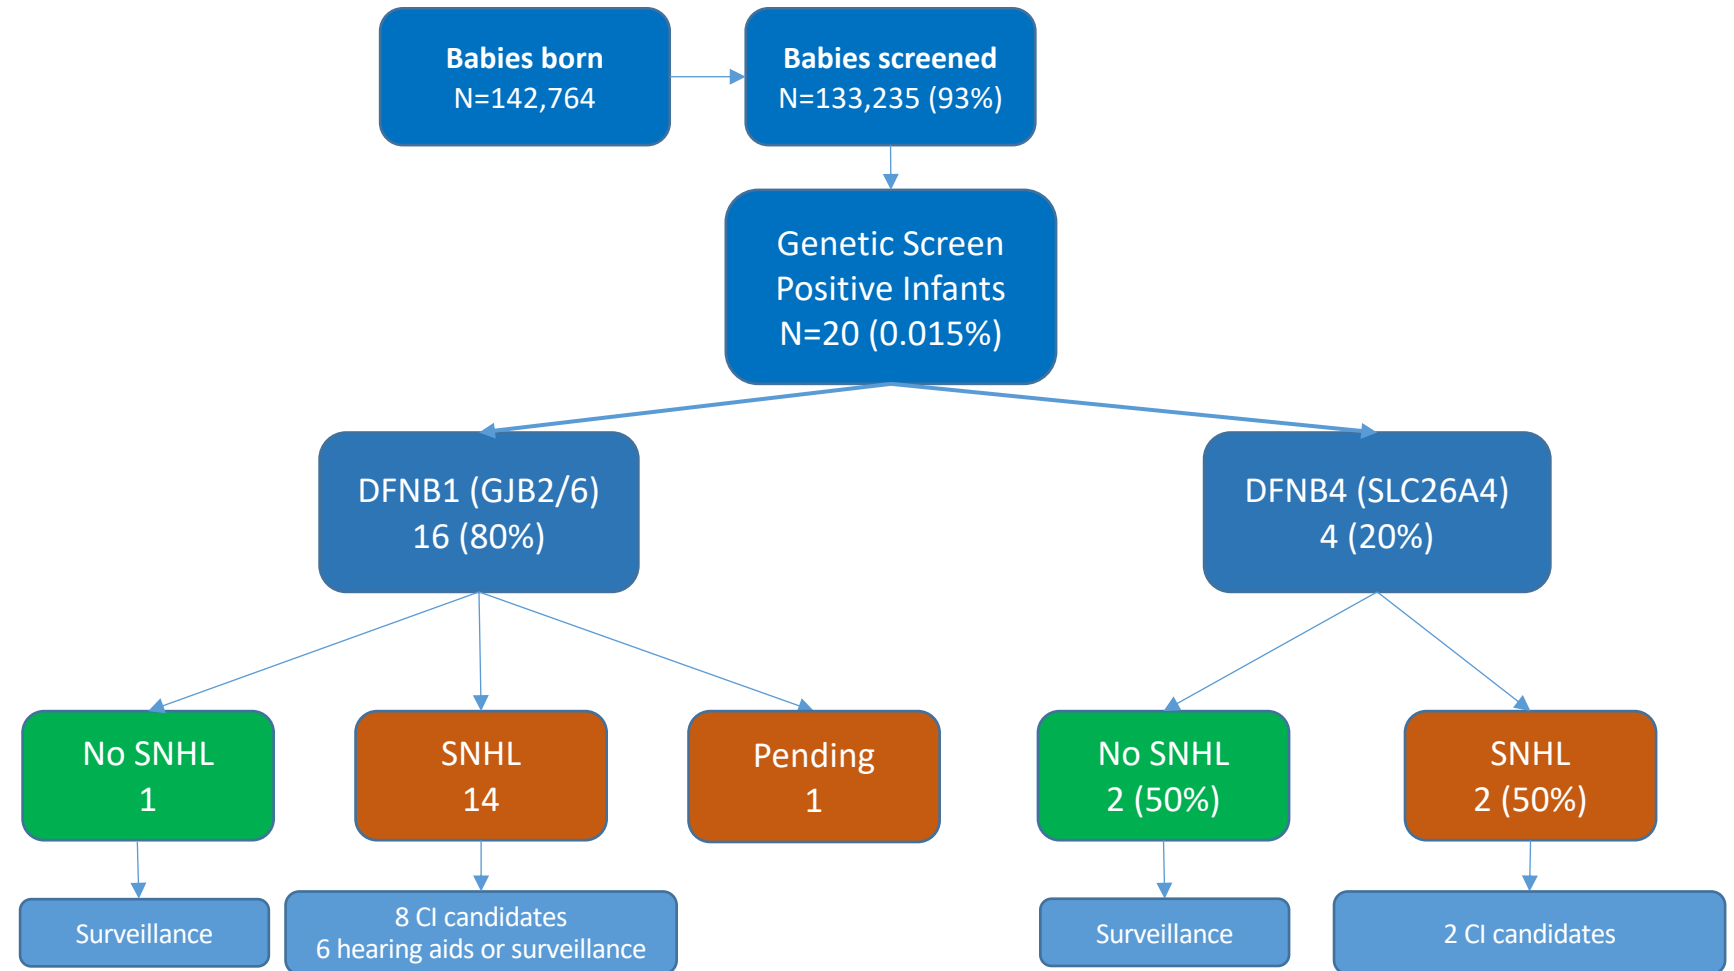 Babies born
N=142,764
Babies screened
N=133,235 (93%)
Genetic Screen
Positive Infants
N=20 (0.015%)
DFNB1 (GJB2/6)
16 (80%)
DFNB4 (SLC26A4)
4 (20%)
No SNHL
1
SNHL
14
Pending
1
No SNHL
2 (50%)
SNHL
2 (50%)
Surveillance
8 CI candidates
6 hearing aids or surveillance
Surveillance
2 CI candidates